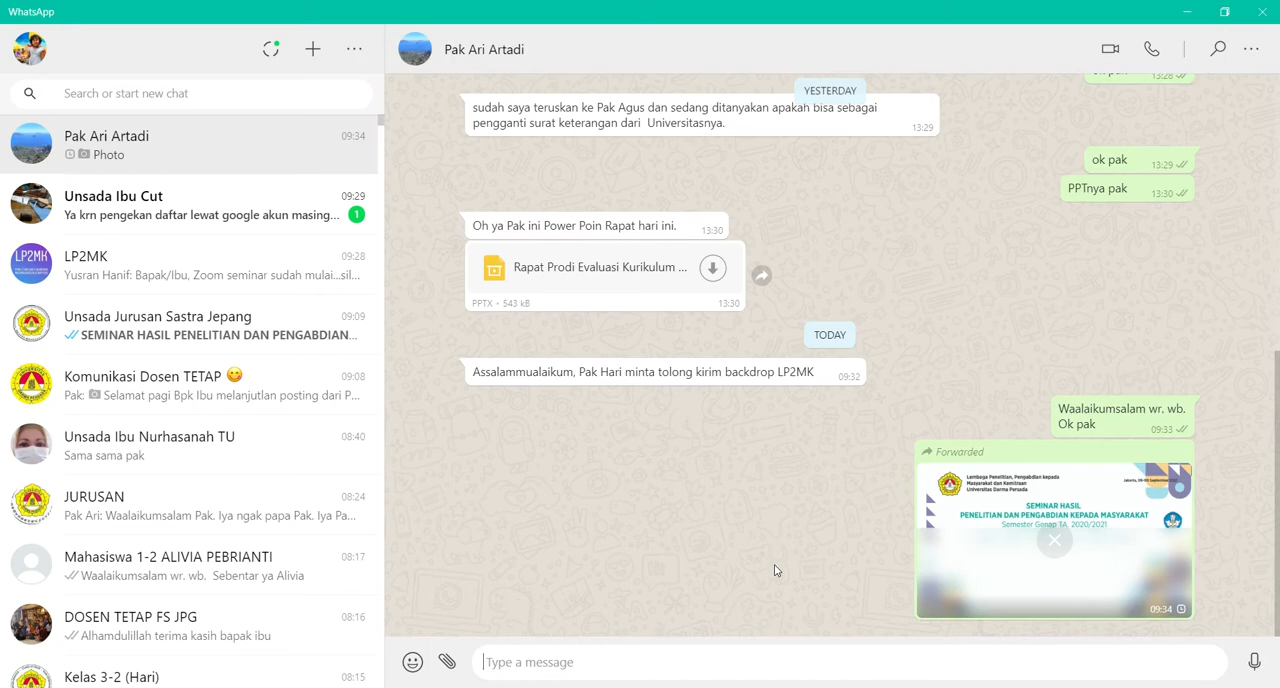 WhatsApp
Search or start new chat
Pak Ari Artadi
09:34
Photo
Unsada Ibu Cut
09:29
Ya krn pengekan daftar lewat google akun masing...
1
LP2MK
LP2MK
09:28
Yusran Hanif: Bapak/Ibu, Zoom seminar sudah mulai...sil...
Unsada Jurusan Sastra Jepang
09:09
SEMINAR HASIL PENELITIAN DAN PENGABDIAN...
Komunikasi Dosen TETAP 😋
09:08
Pak: Selamat pagi Bpk Ibu melanjutlan posting dari P...
Unsada Ibu Nurhasanah TU
08:40
Sama sama pak
JURUSAN
08:24
Pak Ari: Waalaikumsalam Pak. Iya ngak papa Pak. Iya Pa...
Mahasiswa 1-2 ALIVIA PEBRIANTI
08:17
Waalaikumsalam wr. wb. Sebentar ya Alivia
DOSEN TETAP FS JPG
08:16
Alhamdulillah terima kasih bapak ibu
Kelas 3-2 (Hari)
08:15
Pak Ari Artadi
13:28
YESTERDAY
sudah saya teruskan ke Pak Agus dan sedang ditanyakan apakah bisa sebagai
pengganti surat keterangan dari Universitasnya.
13:29
ok pak
13:29
PPTnya pak
13:30
Oh ya Pak ini Power Poin Rapat hari ini.
13:30
Rapat Prodi Evaluasi Kurikulum ...
PPTX • 543 kB
13:30
TODAY
Assalammualaikum, Pak Hari minta tolong kirim backdrop LP2MK
09:32
Waalaikumsalam wr. wb.
Ok pak
09:33
Forwarded
Lembaga Penelitian, Pengabdian kepada
Masyarakat dan Kemitraan
Universitas Darma Persada
SEMINAR HASIL
PENELITIAN DAN PENGABDIAN KEPADA MASYARAKAT
Semester Genap TA. 2020/2021
09:34
Type a message